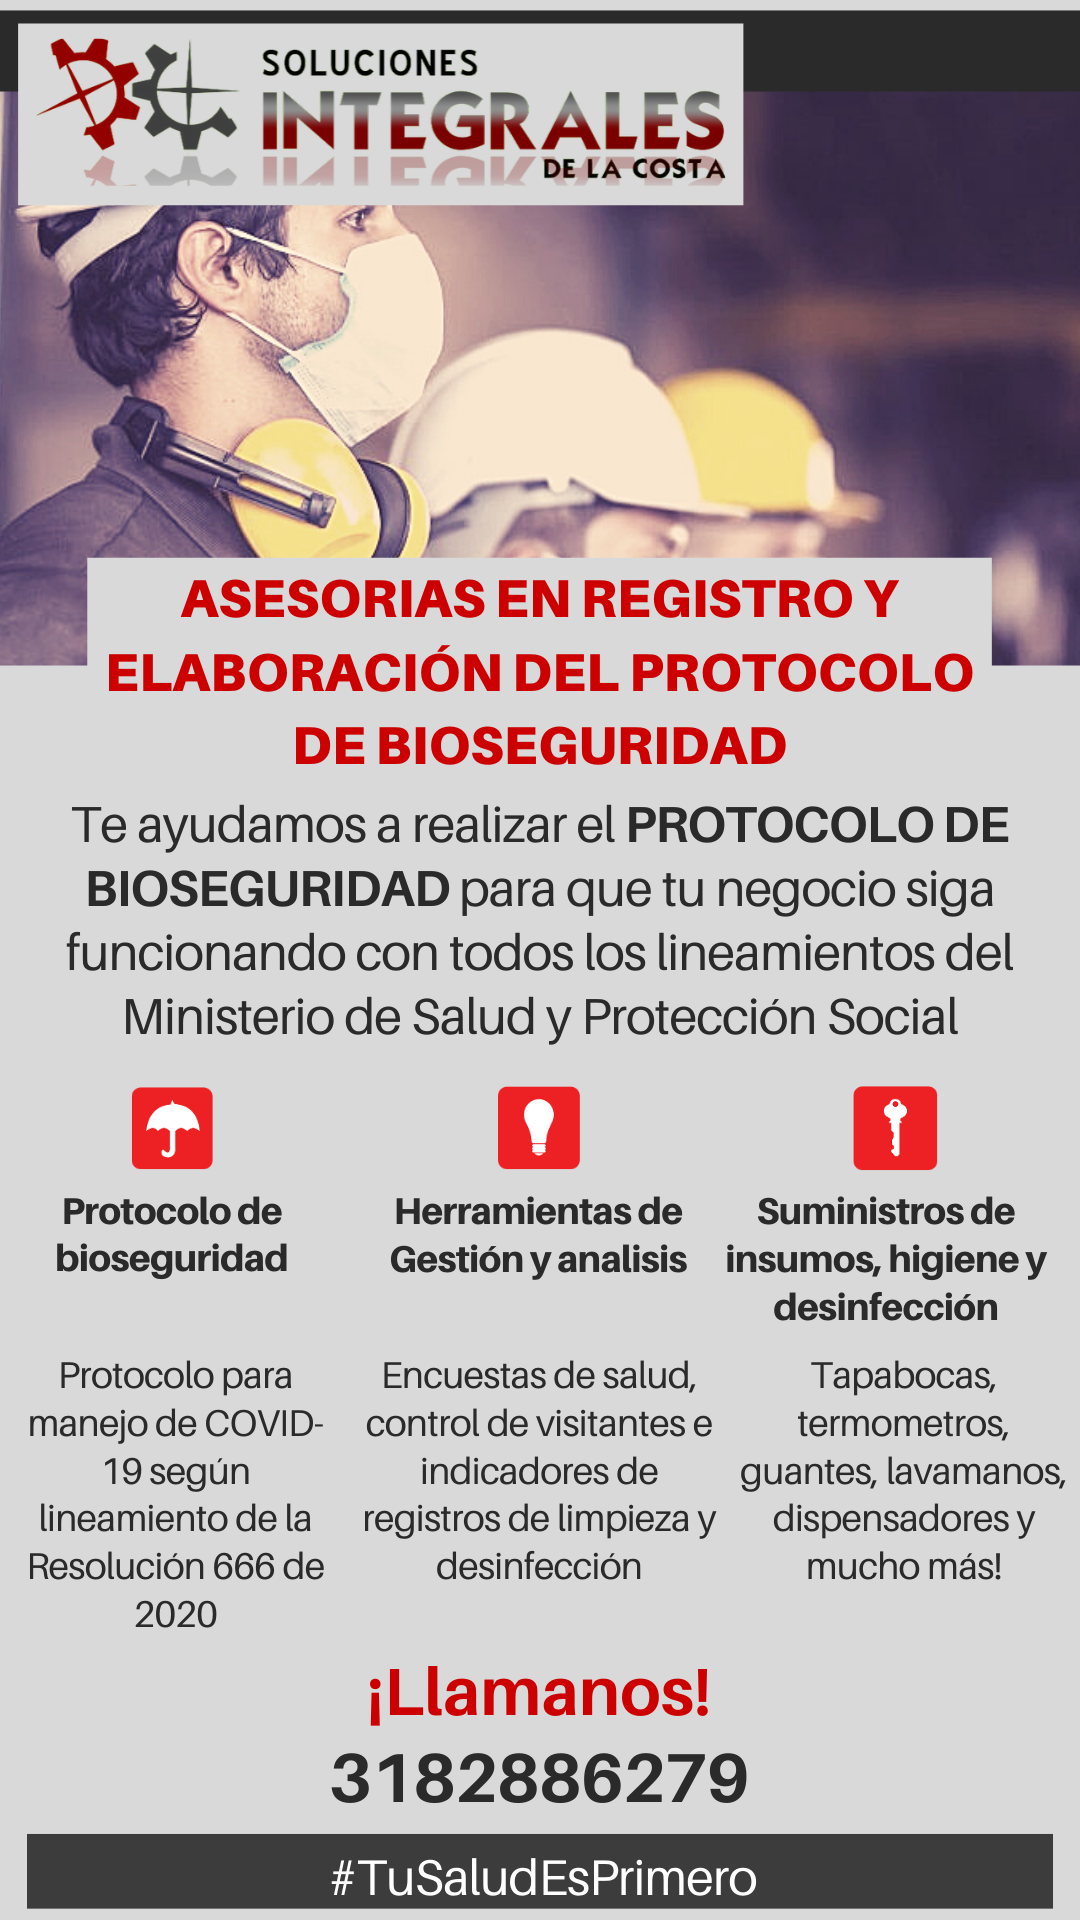 SOLUCIONES
INTEGRALES
DE LA COSTA
ASESORIAS EN REGISTRO Y
ELABORACIÓN DEL PROTOCOLO
DE BIOSEGURIDAD
Te ayudamos a realizar el PROTOCOLO DE
BIOSEGURIDAD para que tu negocio siga
funcionando con todos los lineamientos del
Ministerio de Salud y Protección Social
Protocolo de
bioseguridad
Protocolo para
manejo de COVID-
19 según
lineamiento de la
Resolución 666 de
2020
Herramientas de
Gestión y analisis
Encuestas de salud,
control de visitantes e
indicadores de
registros de limpieza y
desinfección
Suministros de
insumos, higiene y
desinfección
Tapabocas,
termometros,
guantes, lavamanos,
dispensadores y
mucho más!
¡Llamanos!
3182886279
#TuSaludEsPrimero